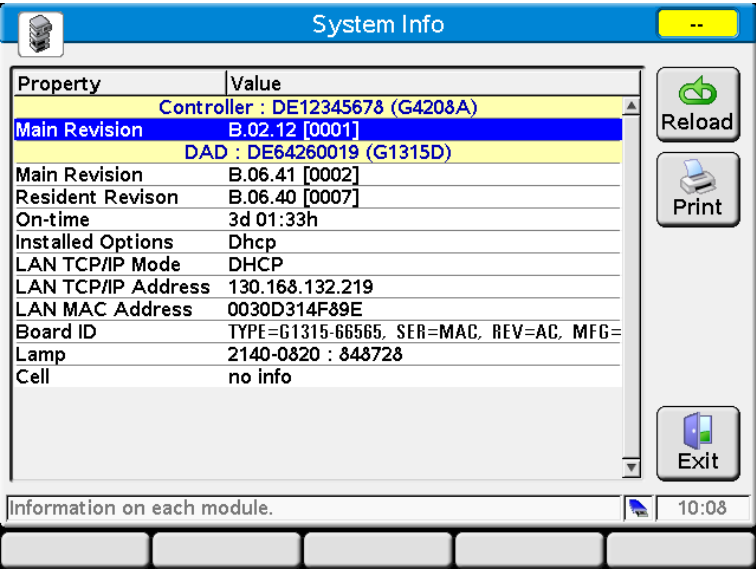 System Info
--
Property Value
Controller : DE12345678 (G4208A)
Main Revision B.02.12 [0001]
DAD : DE64260019 (G1315D)
Main Revision B.06.41 [0002]
Resident Revison B.06.40 [0007]
On-time 3d 01:33h
Installed Options Dhcp
LAN TCP/IP Mode DHCP
LAN TCP/IP Address 130.168.132.219
LAN MAC Address 0030D314F89E
Board ID TYPE=G1315-66565, SER=MAC, REV=AC, MFG=
Lamp 2140-0820 : 848728
Cell no info
Reload
Print
Exit
Information on each module.
10:08